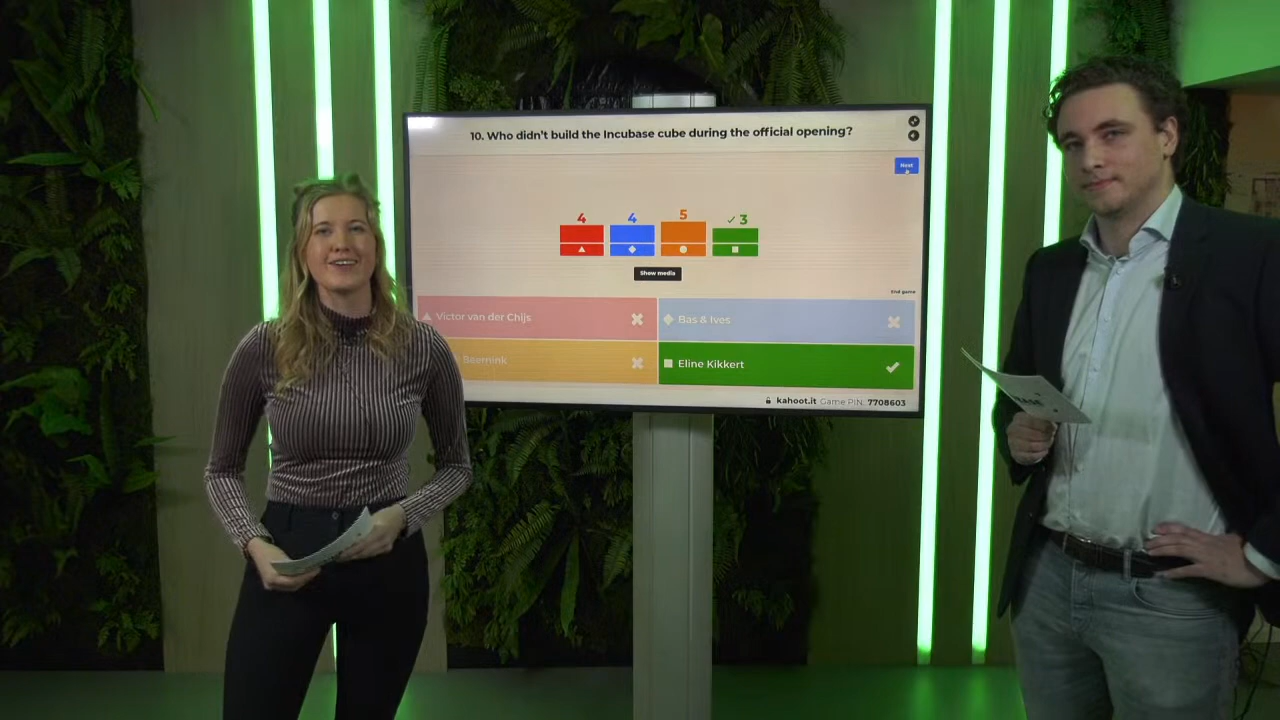 10. Who didn't build the Incubase cube during the official opening?
Next
4 4 5 3
Show media
End game
Victor van der Chijs
Bas & Ives
Eline Kikkert
kahoot.it Game PIN: 7708603